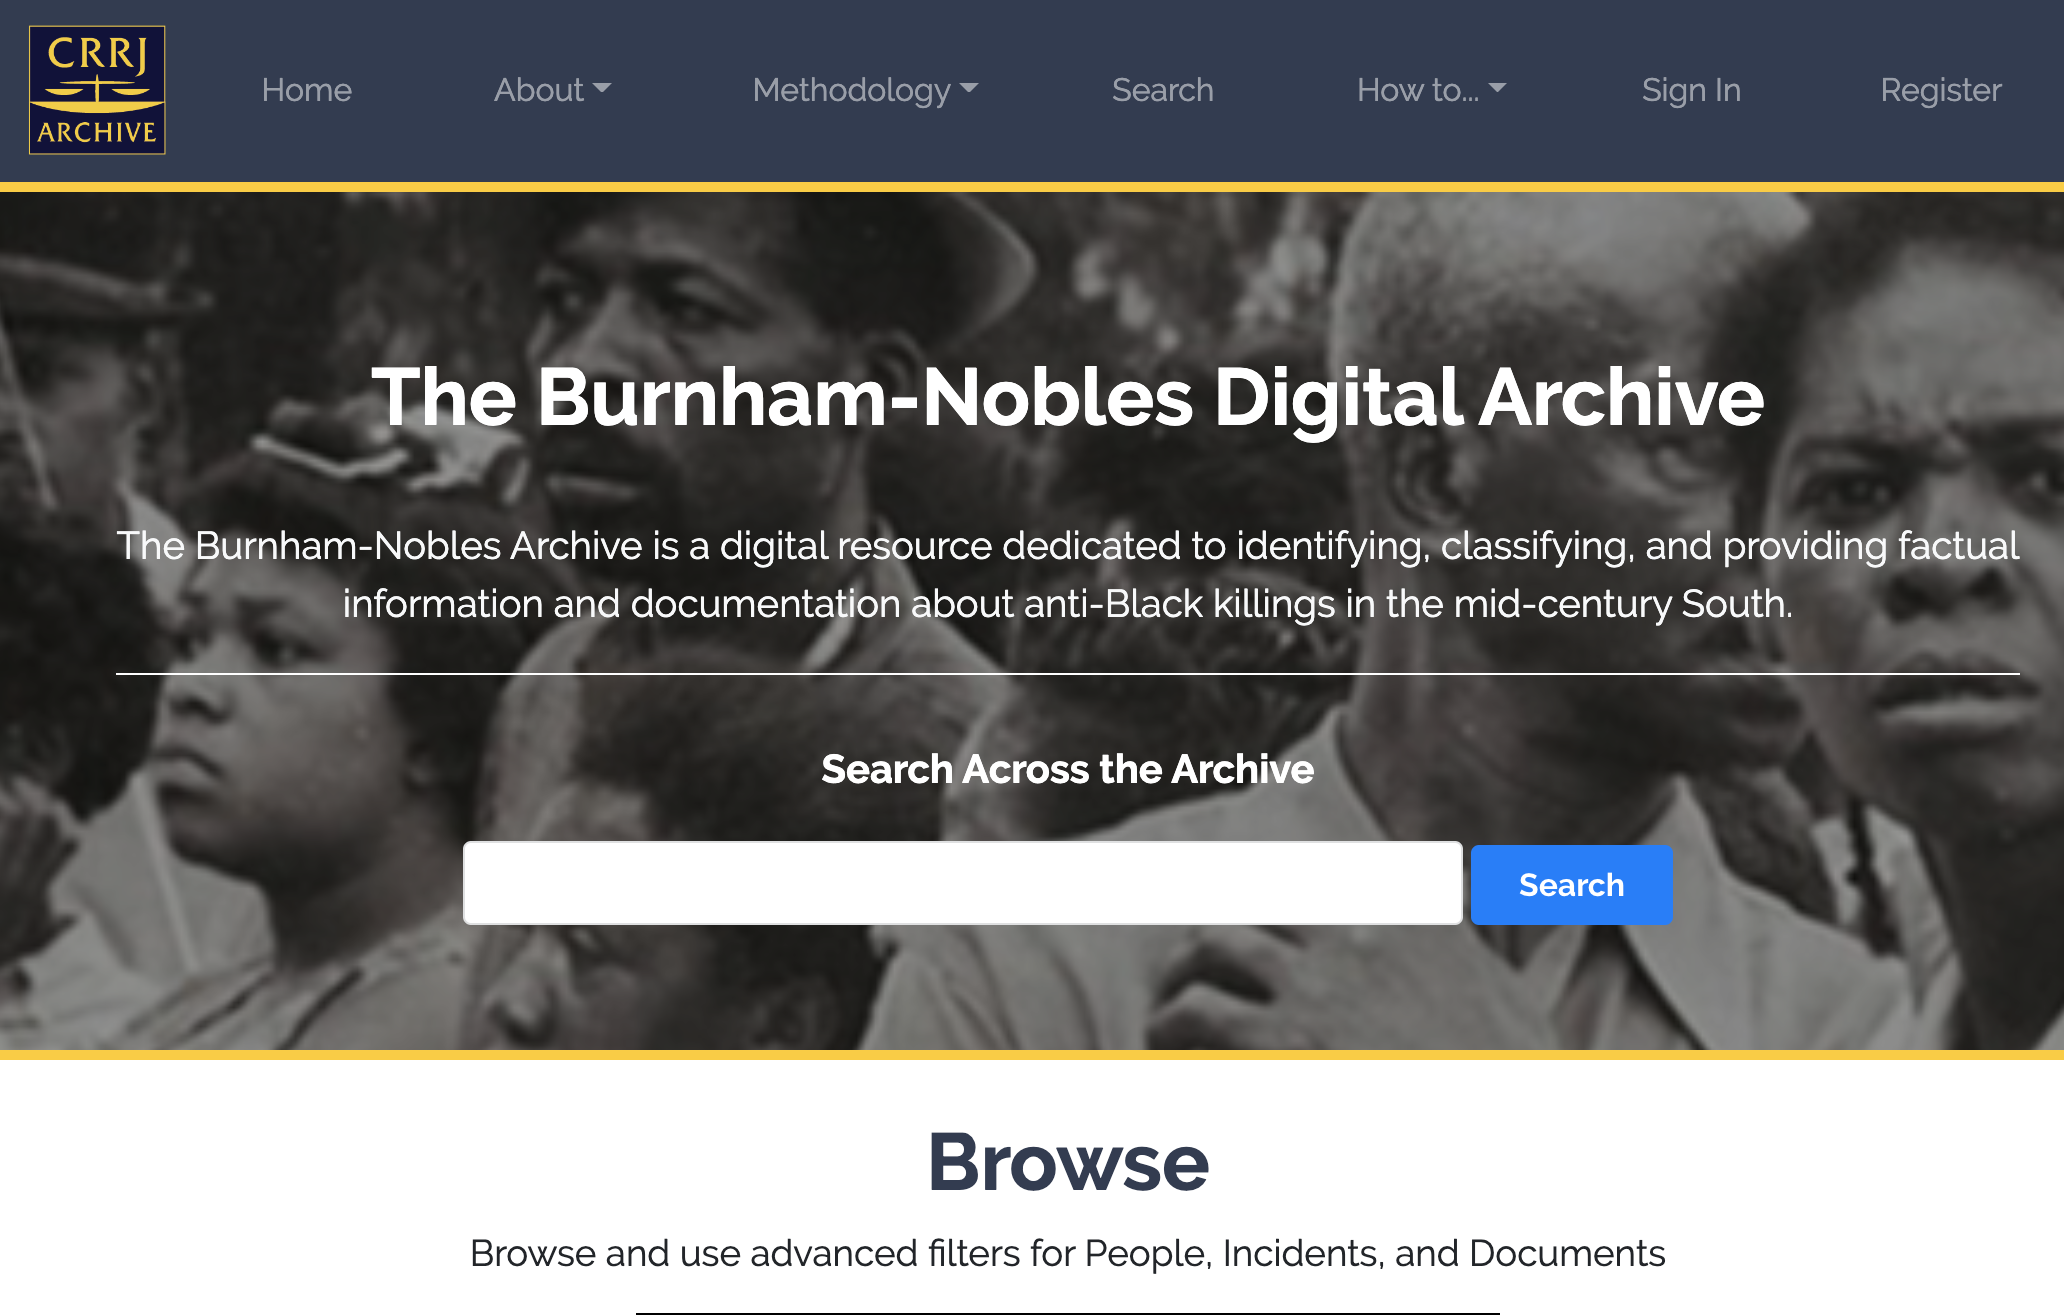 CRRJ
ARCHIVE
Home About Methodology Search How to... Sign In Register
The Burnham-Nobles Digital Archive
The Burnham-Nobles Archive is a digital resource dedicated to identifying, classifying, and providing factual
information and documentation about anti-Black killings in the mid-century South.
Search Across the Archive
Search
Browse
Browse and use advanced filters for People, Incidents, and Documents